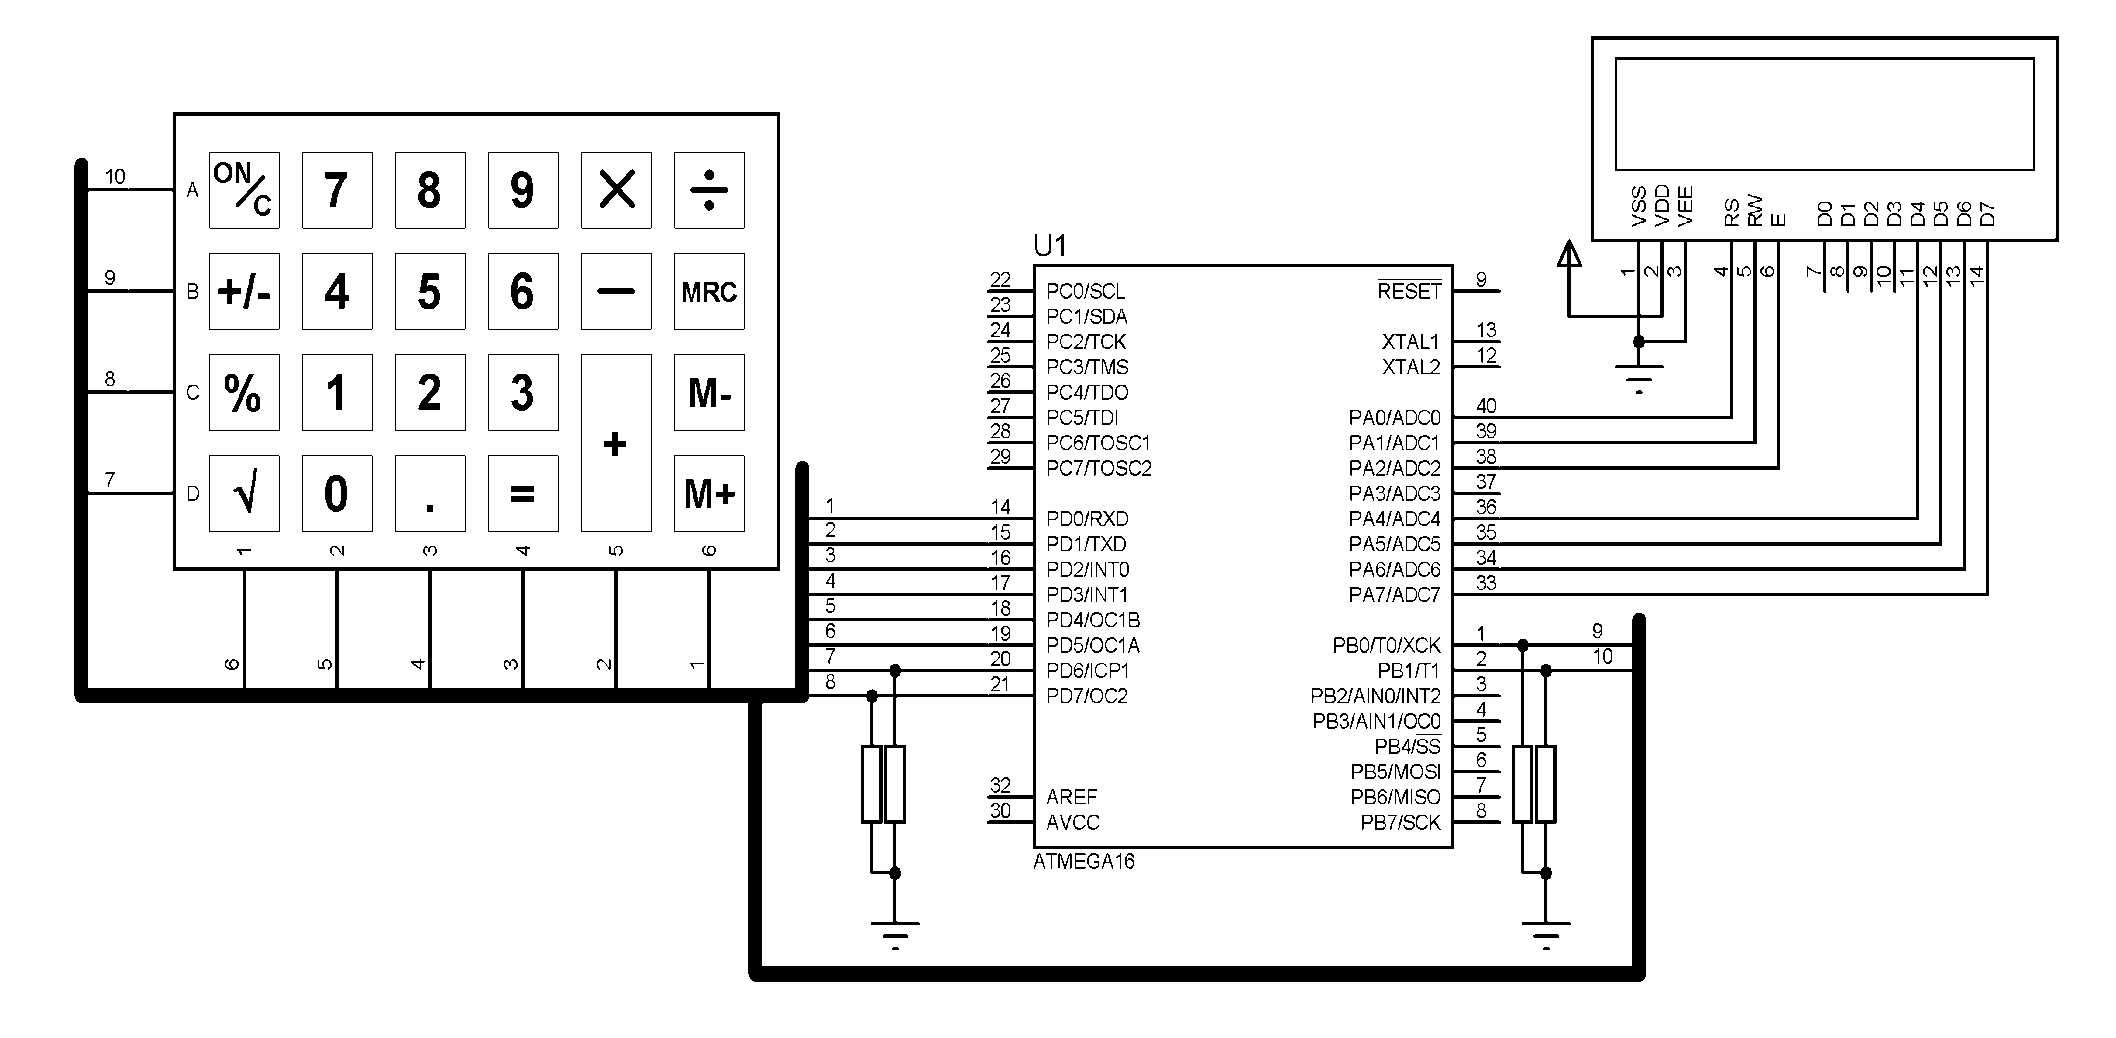 10 A ON/C 7 8 9 × ÷
9 B +/- 4 5 6 − MRC
8 C % 1 2 3 M-
+
7 D √ 0 . = M+
1 2 3 4 5 6
6 5 4 3 2 1
U1
22 PC0/SCL
23 PC1/SDA
24 PC2/TCK
25 PC3/TMS
26 PC4/TDO
27 PC5/TDI
28 PC6/TOSC1
29 PC7/TOSC2
1 14 PD0/RXD
2 15 PD1/TXD
3 16 PD2/INT0
4 17 PD3/INT1
5 18 PD4/OC1B
6 19 PD5/OC1A
7 20 PD6/ICP1
8 21 PD7/OC2
32 AREF
30 AVCC
RESET 9
XTAL1 13
XTAL2 12
PA0/ADC0 40
PA1/ADC1 39
PA2/ADC2 38
PA3/ADC3 37
PA4/ADC4 36
PA5/ADC5 35
PA6/ADC6 34
PA7/ADC7 33
PB0/T0/XCK 1 9
PB1/T1 2 10
PB2/AIN0/INT2 3
PB3/AIN1/OC0 4
PB4/SS 5
PB5/MOSI 6
PB6/MISO 7
PB7/SCK 8
ATMEGA16
VSS VDD VEE RS RW E D0 D1 D2 D3 D4 D5 D6 D7
1 2 3 4 5 6 7 8 9 10 11 12 13 14